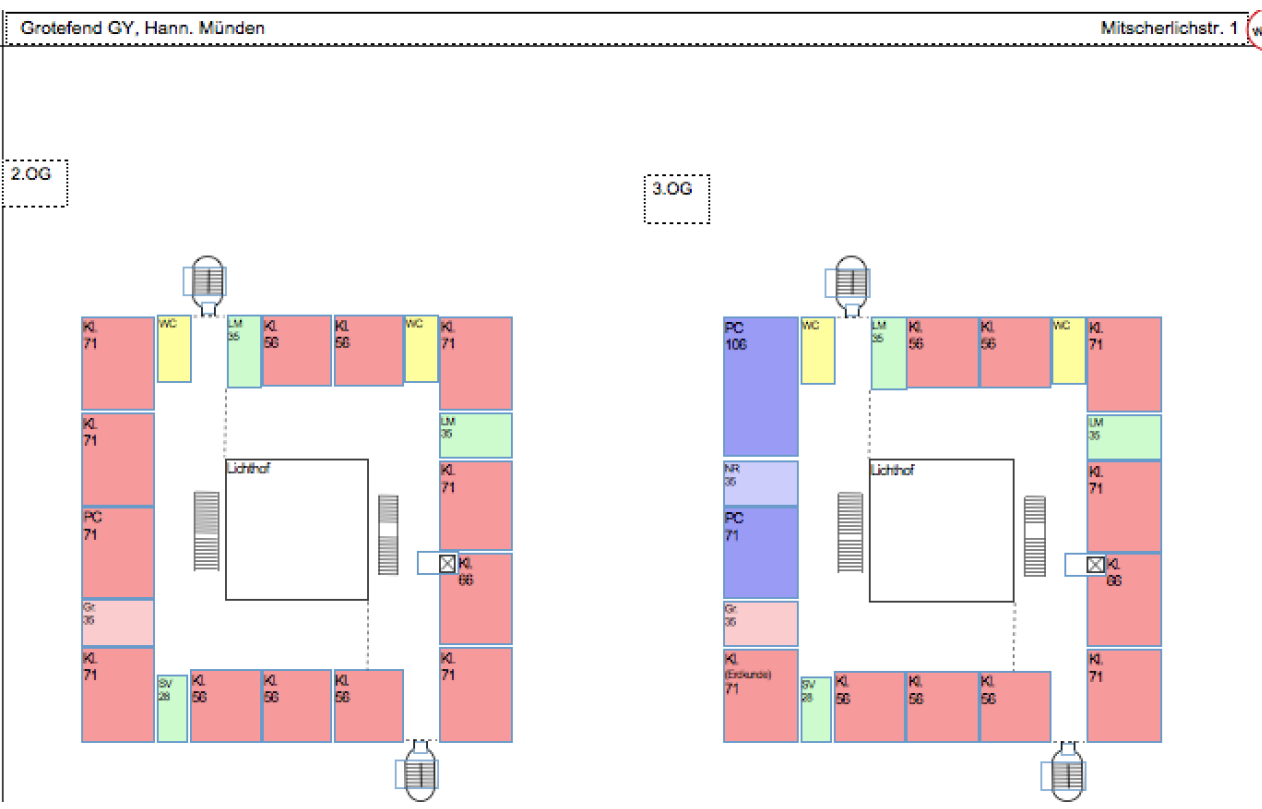 Grotefend GY, Hann. Münden
Mitscherlichstr. 1
W
2.OG
3.OG
Kl.
71
WC
LM
35
Kl.
56
Kl.
56
WC
Kl.
71
Kl.
71
LM
35
Lichthof
Kl.
71
PC
71
Kl.
66
Gr.
35
Kl.
71
SV
28
Kl.
56
Kl.
56
Kl.
56
Kl.
71
PC
106
WC
LM
35
Kl.
56
Kl.
56
WC
Kl.
71
LM
35
NR
35
Lichthof
Kl.
71
PC
71
Kl.
66
Gr.
35
Kl.
(Erdkunde)
71
SV
28
Kl.
56
Kl.
56
Kl.
56
Kl.
71